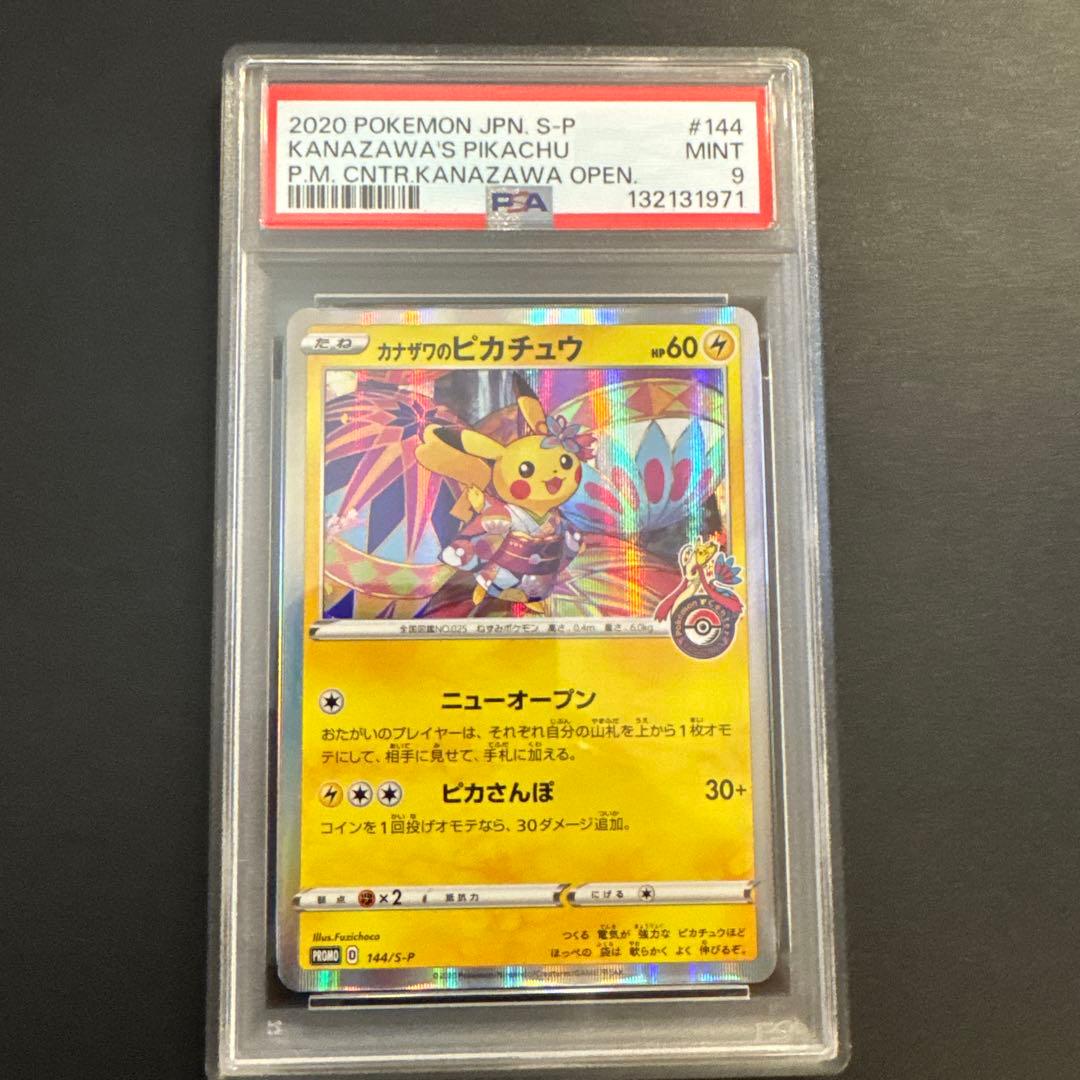 2020 POKEMON JPN. S-P #144
KANAZAWA'S PIKACHU MINT
P.M. CNTR.KANAZAWA OPEN. 9
PSA 132131971
たね カナザワのピカチュウ HP60
Pokémon Center
全国図鑑NO.025 ねずみポケモン 高さ:0.4m 重さ:6.0kg
ニューオープン
おたがいのプレイヤーは、それぞれ自分の山札を上から1枚オモ
テにして、相手に見せて、手札に加える。
ピカさんぽ 30+
コインを1回投げオモテなら、30ダメージ追加。
弱点 ×2 抵抗力 にげる
Illus.Fuzichoco
つくる 電気が 強力な ピカチュウほど
ほっぺの 袋は 軟らかく よく 伸びるぞ。
PROMO D 144/S-P